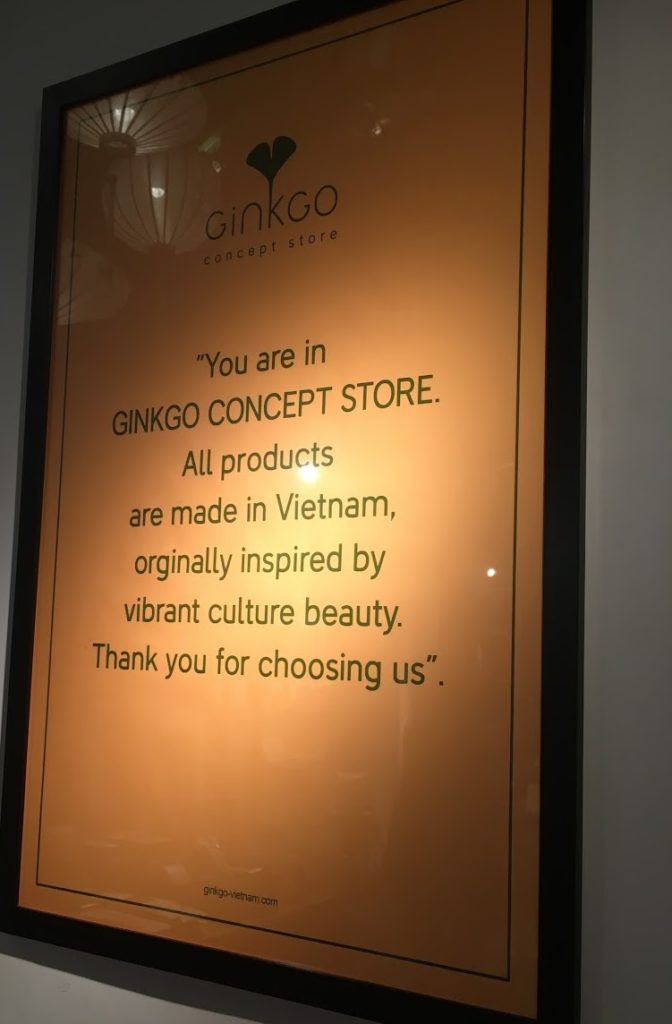 GiNKGO
concept store
"You are in
GINKGO CONCEPT STORE.
All products
are made in Vietnam,
orginally inspired by
vibrant culture beauty.
Thank you for choosing us".
ginkgo-vietnam.com